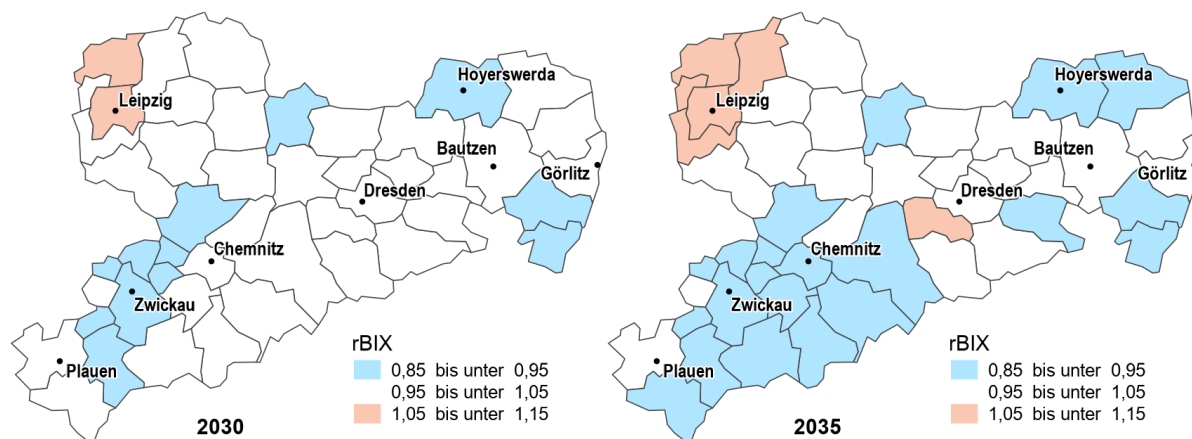 Hoyerswerda
Leipzig
Bautzen
Görlitz
Dresden
Chemnitz
Zwickau
Plauen
rBIX
0,85 bis unter 0,95
0,95 bis unter 1,05
1,05 bis unter 1,15
2030
Hoyerswerda
Leipzig
Bautzen
Görlitz
Dresden
Chemnitz
Zwickau
Plauen
rBIX
0,85 bis unter 0,95
0,95 bis unter 1,05
1,05 bis unter 1,15
2035